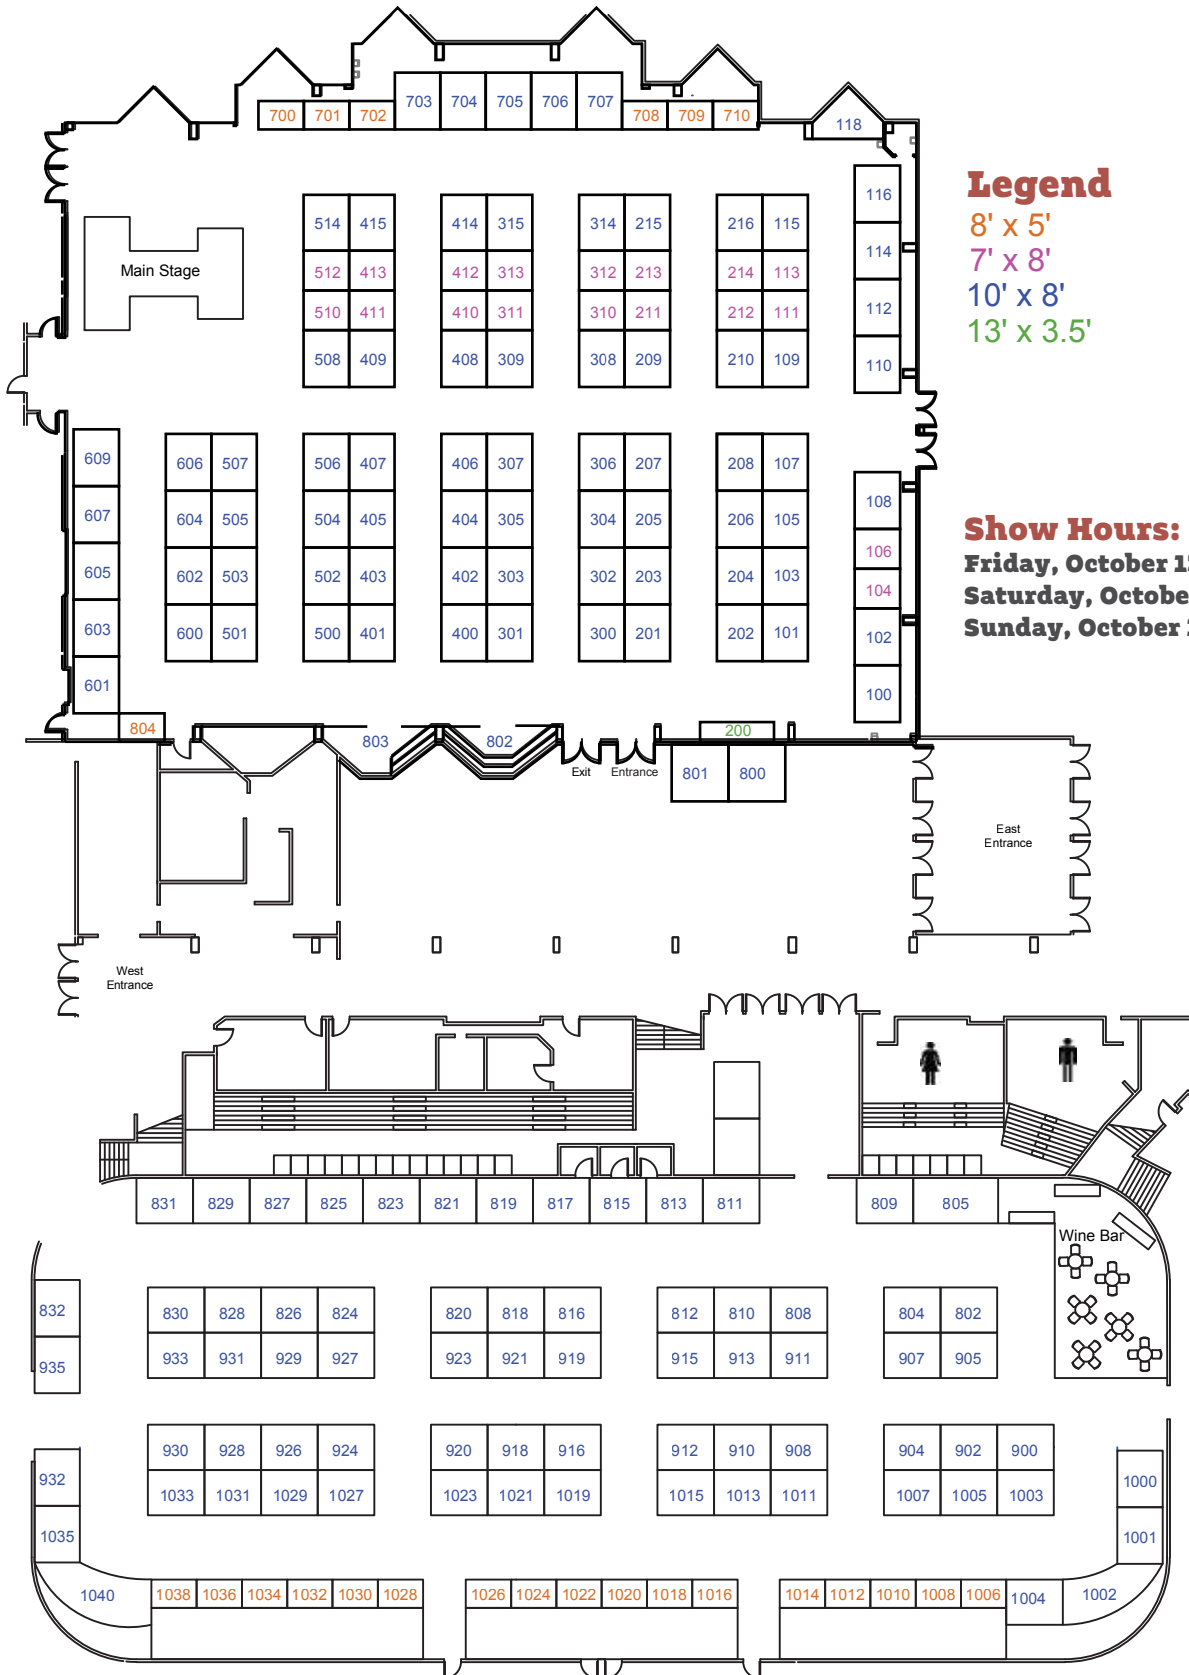 703 704 705 706 707
700 701 702 708 709 710
118
Legend
8' x 5'
7' x 8'
10' x 8'
13' x 3.5'
116
514 415 414 315 314 215 216 115
114
Main Stage
512 413 412 313 312 213 214 113
510 411 410 311 310 211 212 111
112
508 409 408 309 308 209 210 109
110
609 606 507 506 407 406 307 306 207 208 107
108
607 604 505 504 405 404 305 304 205 206 105
Show Hours:
106
Friday, October
605 602 503 502 403 402 303 302 203 204 103
104
Saturday, Octobe
603 600 501 500 401 400 301 300 201 202 101
102
Sunday, October
601
100
804
803 802
200
Exit Entrance
801 800
East
Entrance
West
Entrance
831 829 827 825 823 821 819 817 815 813 811 809 805
Wine Bar
832 830 828 826 824 820 818 816 812 810 808 804 802
935 933 931 929 927 923 921 919 915 913 911 907 905
930 928 926 924 920 918 916 912 910 908 904 902 900
932 1000
1033 1031 1029 1027 1023 1021 1019 1015 1013 1011 1007 1005 1003
1035 1001
1040 1038 1036 1034 1032 1030 1028 1026 1024 1022 1020 1018 1016 1014 1012 1010 1008 1006 1004 1002